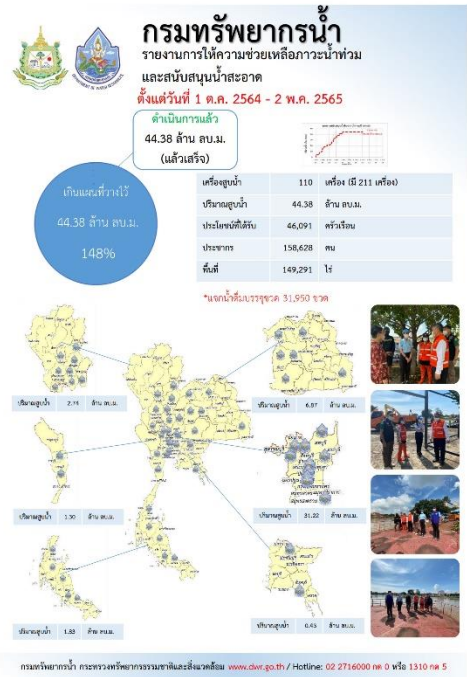 กรมทรัพยากรน้ำ
รายงานการให้ความช่วยเหลือภาวะน้ำท่วม
และสนับสนุนน้ำสะอาด
ตั้งแต่วันที่ 1 ต.ค. 2564 - 2 พ.ค. 2565
ดำเนินการแล้ว
44.38 ล้าน ลบ.ม.
(แล้วเสร็จ)
เกินแผนที่วางไว้
44.38 ล้าน ลบ.ม.
148%
เครื่องสูบน้ำ 110 เครื่อง (มี 211 เครื่อง)
ปริมาณสูบน้ำ 44.38 ล้าน ลบ.ม.
ประโยชน์ที่ได้รับ 46,091 ครัวเรือน
ประชากร 158,628 คน
พื้นที่ 149,291 ไร่
*แจกน้ำดื่มบรรจุขวด 31,950 ขวด
ปริมาณสูบน้ำ 2.74 ล้าน ลบ.ม.
ปริมาณสูบน้ำ 6.87 ล้าน ลบ.ม.
ปริมาณสูบน้ำ 1.30 ล้าน ลบ.ม.
ปริมาณสูบน้ำ 31.22 ล้าน ลบ.ม.
ปริมาณสูบน้ำ 1.83 ล้าน ลบ.ม.
ปริมาณสูบน้ำ 0.45 ล้าน ลบ.ม.
กรมทรัพยากรน้ำ กระทรวงทรัพยากรธรรมชาติและสิ่งแวดล้อม www.dwr.go.th / Hotline: 02 2716000 กด 0 หรือ 1310 กด 5